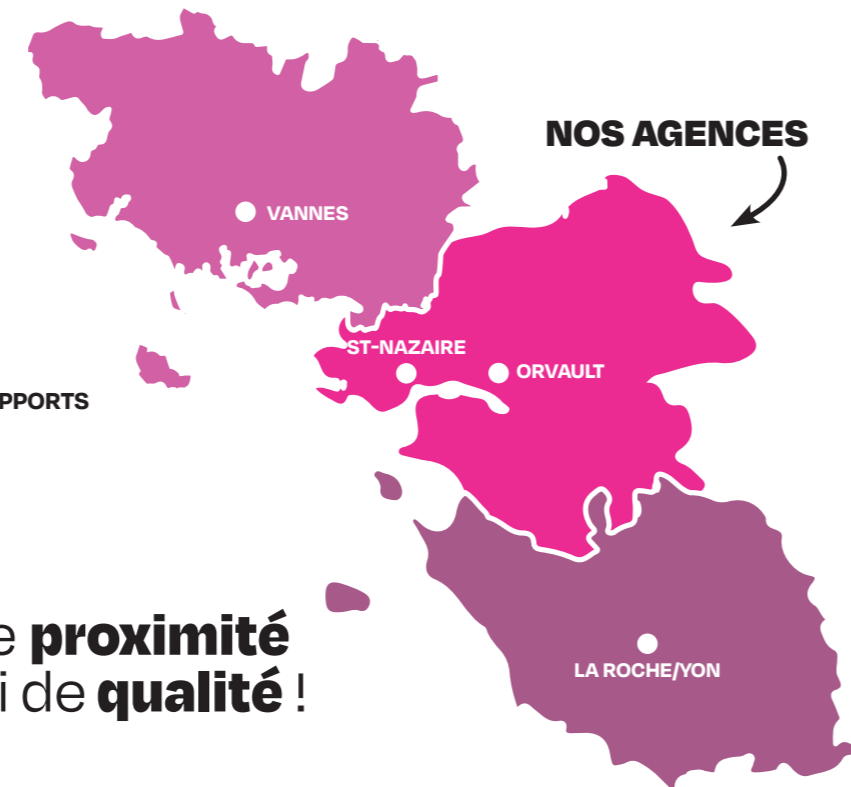 NOS AGENCES
VANNES
ST-NAZAIRE
ORVAULT
PPORTS
e proximité
i de qualité !
LA ROCHE/YON